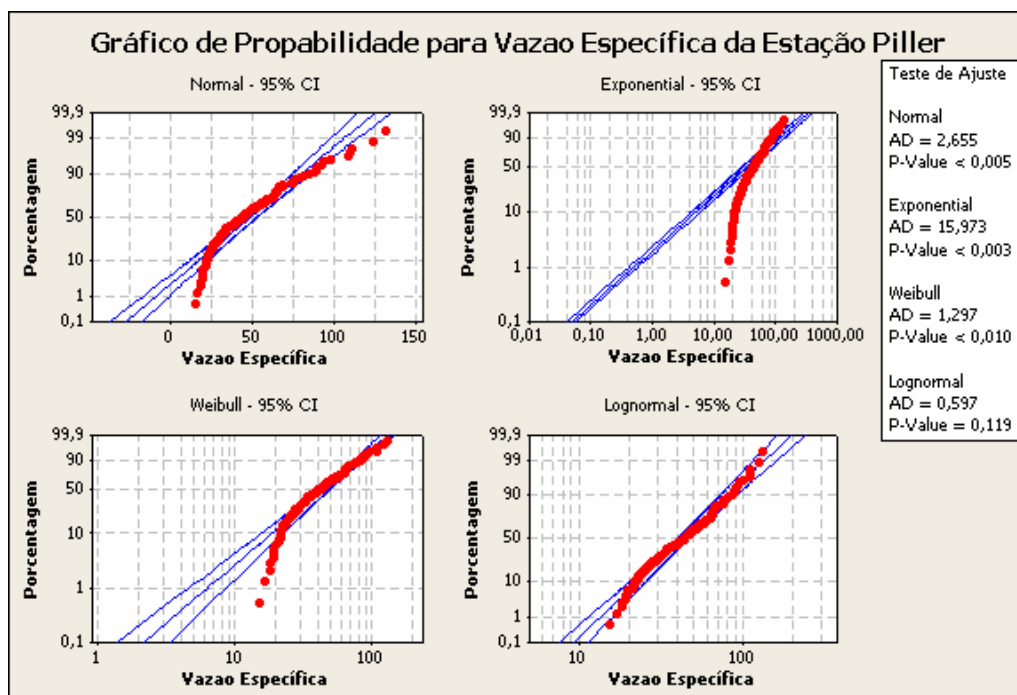 Gráfico de Propabilidade para Vazao Específica da Estação Piller
Normal - 95% CI
Porcentagem
99,9
99
90
50
10
1
0,1
0
50
100
150
Vazao Específica
Exponential - 95% CI
Porcentagem
99,9
90
50
10
1
0,1
0,01
0,10
1,00
10,00
100,00
1000,00
Vazao Específica
Weibull - 95% CI
Porcentagem
99,9
90
50
10
1
0,1
1
10
100
Vazao Específica
Lognormal - 95% CI
Porcentagem
99,9
99
90
50
10
1
0,1
10
100
Vazao Específica
Teste de Ajuste
Normal
AD = 2,655
P-Value < 0,005
Exponential
AD = 15,973
P-Value < 0,003
Weibull
AD = 1,297
P-Value < 0,010
Lognormal
AD = 0,597
P-Value = 0,119